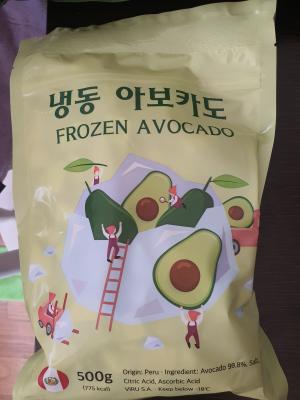 냉동 아보카도
FROZEN AVOCADO
500g
(775 kcal)
Origin: Peru · Ingredient: Avocado 99.8%, Salt,
Citric Acid, Ascorbic Acid
VIRU S.A. · Keep below -18℃